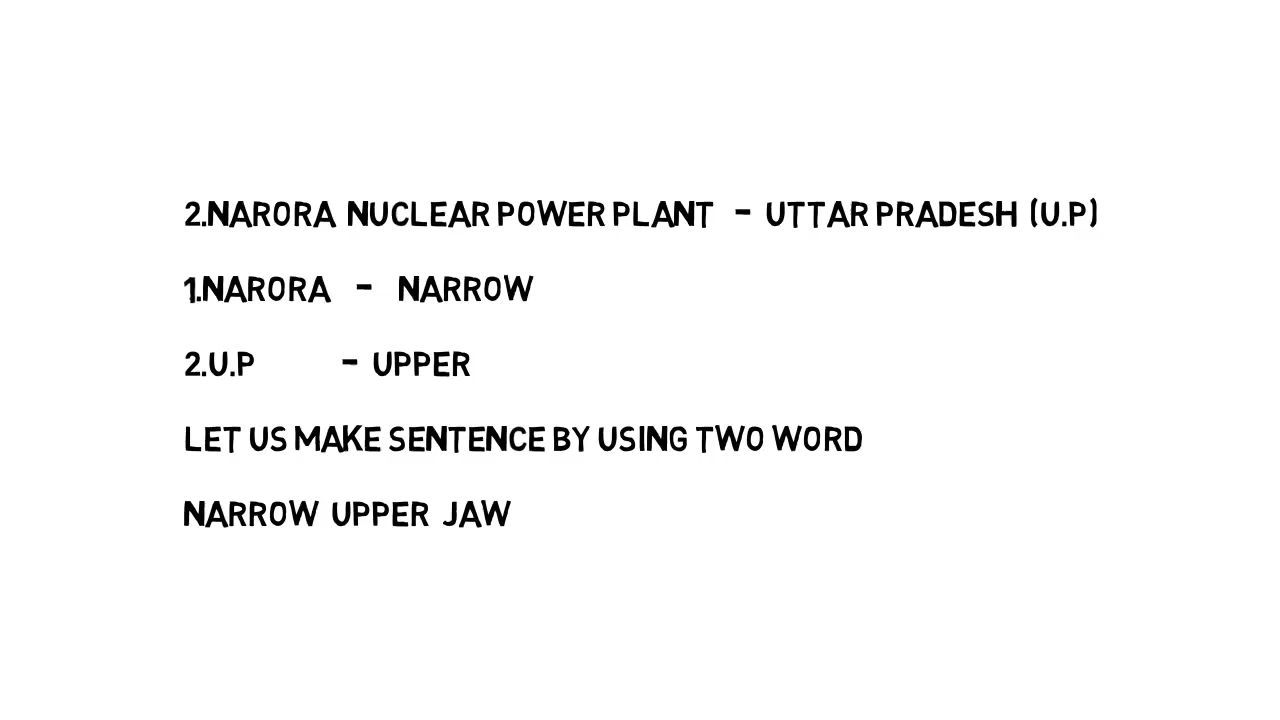 2.NARORA NUCLEAR POWER PLANT - UTTAR PRADESH (U.P)
1.NARORA - NARROW
2.U.P - UPPER
LET US MAKE SENTENCE BY USING TWO WORD
NARROW UPPER JAW